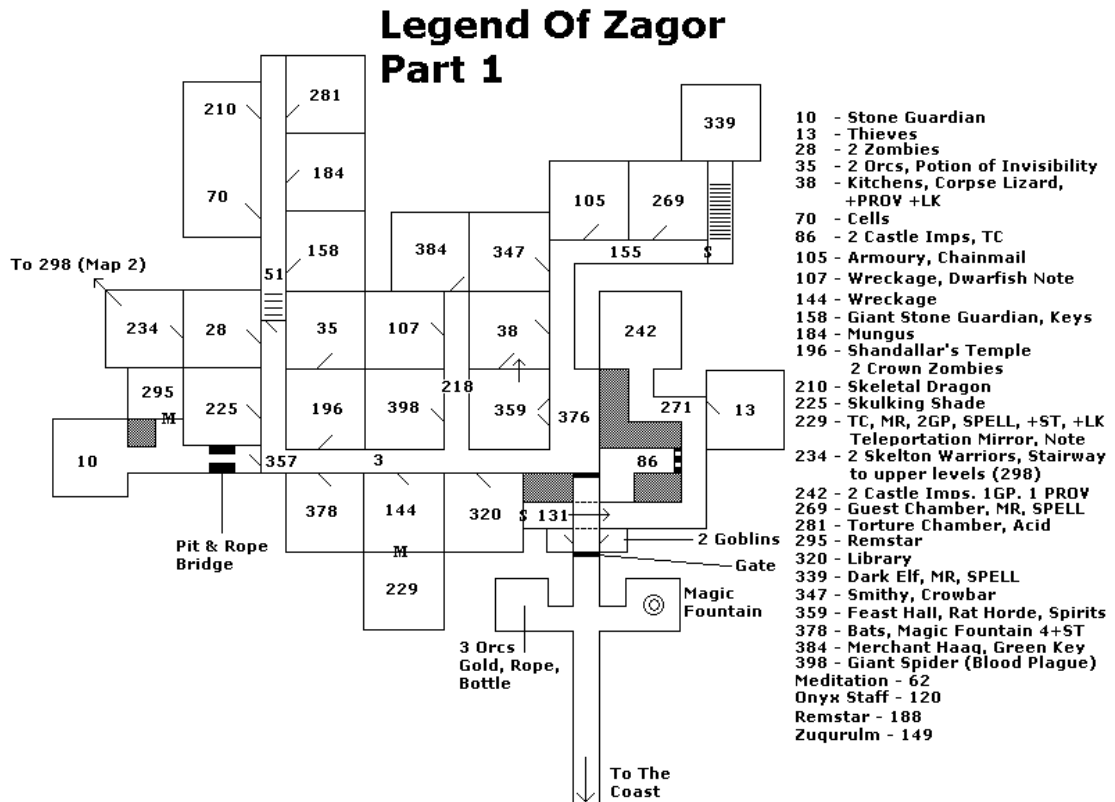 Legend Of Zagor
Part 1
210
281
339
70
184
105
269
158
384
347
155
S
51
To 298 (Map 2)
234
28
35
107
38
242
295
M
225
196
398
218
359
376
271
13
10
357
3
86
378
144
320
S
131
M
2 Goblins
Gate
229
Pit & Rope
Bridge
Magic
Fountain
3 Orcs
Gold, Rope,
Bottle
To The
Coast
10 - Stone Guardian
13 - Thieves
28 - 2 Zombies
35 - 2 Orcs, Potion of Invisibility
38 - Kitchens, Corpse Lizard,
+PROV +LK
70 - Cells
86 - 2 Castle Imps, TC
105 - Armoury, Chainmail
107 - Wreckage, Dwarfish Note
144 - Wreckage
158 - Giant Stone Guardian, Keys
184 - Mungus
196 - Shandallar's Temple
2 Crown Zombies
210 - Skeletal Dragon
225 - Skulking Shade
229 - TC, MR, 2GP, SPELL, +ST, +LK
Teleportation Mirror, Note
234 - 2 Skelton Warriors, Stairway
to upper levels (298)
242 - 2 Castle Imps. 1GP. 1 PROV
269 - Guest Chamber, MR, SPELL
281 - Torture Chamber, Acid
295 - Remstar
320 - Library
339 - Dark Elf, MR, SPELL
347 - Smithy, Crowbar
359 - Feast Hall, Rat Horde, Spirits
378 - Bats, Magic Fountain 4+ST
384 - Merchant Haag, Green Key
398 - Giant Spider (Blood Plague)
Meditation - 62
Onyx Staff - 120
Remstar - 188
Zugurulm - 149